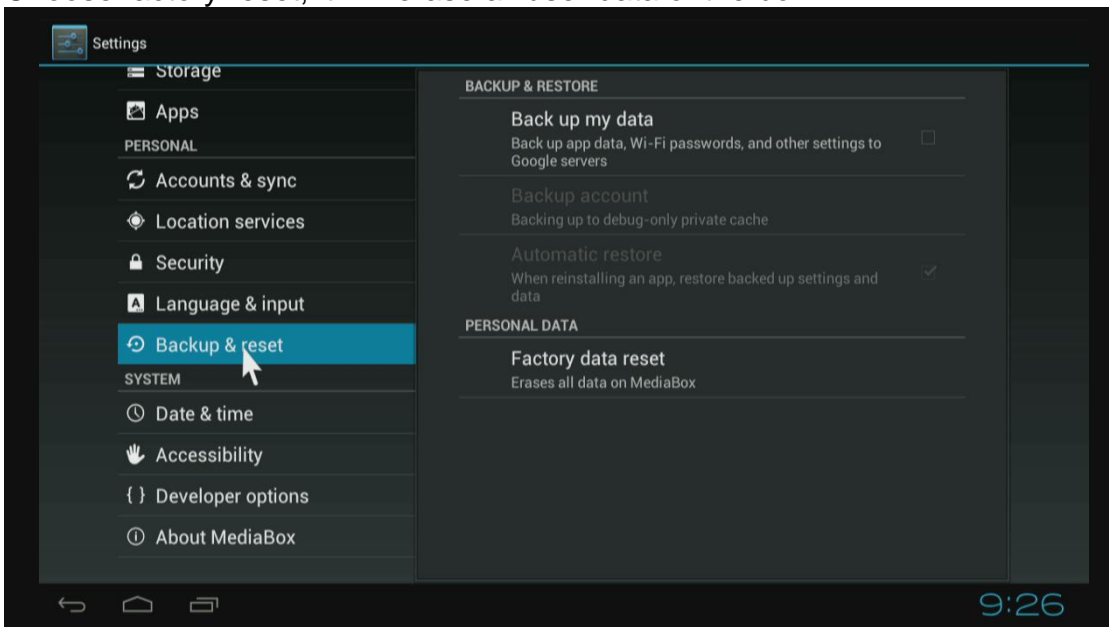 Settings
Storage
Apps
PERSONAL
Accounts & sync
Location services
Security
Language & input
Backup & reset
SYSTEM
Date & time
Accessibility
{ } Developer options
About MediaBox
BACKUP & RESTORE
Back up my data
Back up app data, Wi-Fi passwords, and other settings to
Google servers
Backup account
Backing up to debug-only private cache
Automatic restore
When reinstalling an app, restore backed up settings and
data
PERSONAL DATA
Factory data reset
Erases all data on MediaBox
9:26